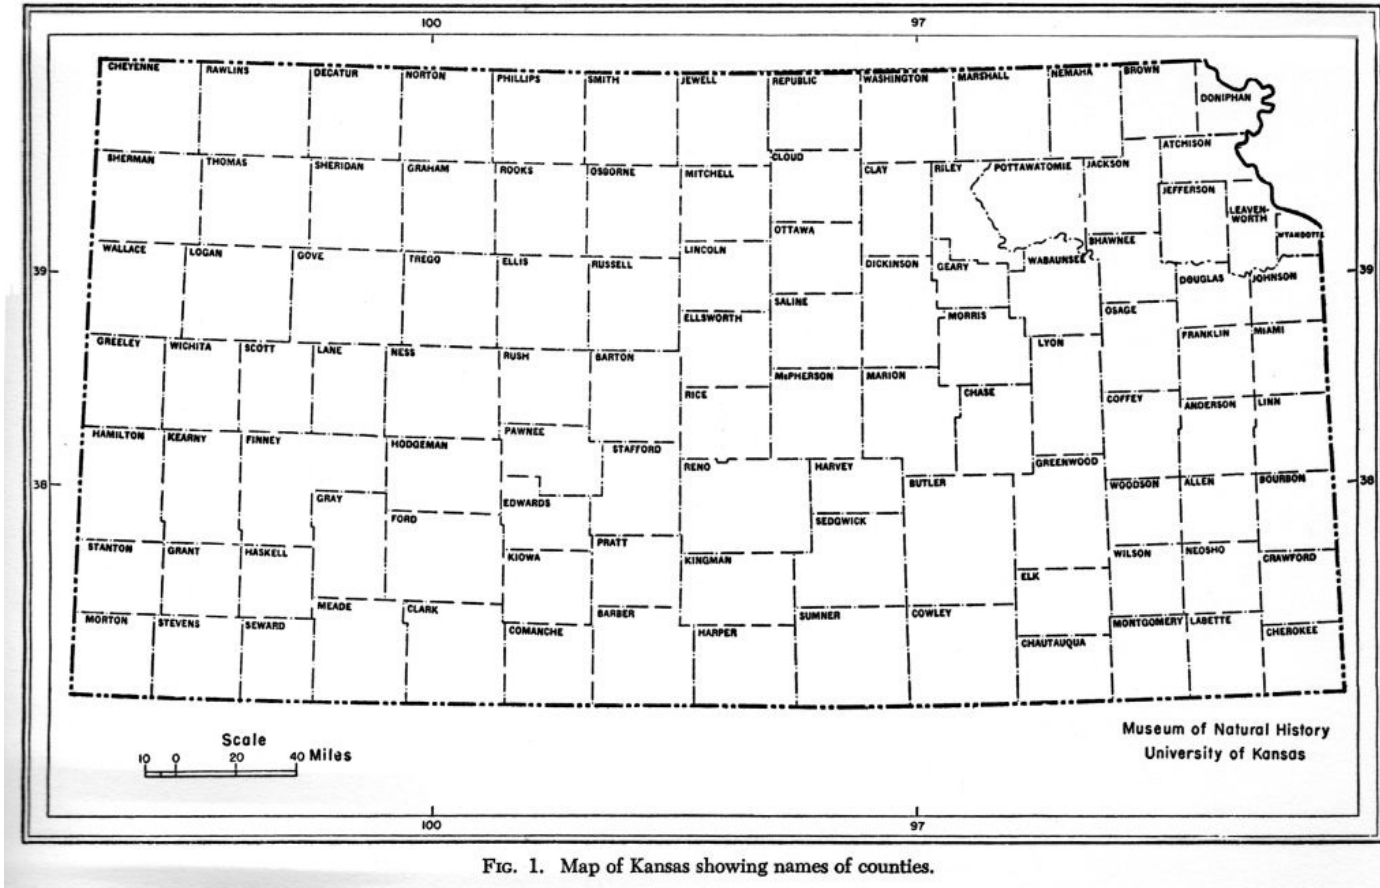 100 97
CHEYENNE RAWLINS DECATUR NORTON PHILLIPS SMITH JEWELL REPUBLIC WASHINGTON MARSHALL NEMAHA BROWN
DONIPHAN
SHERMAN THOMAS SHERIDAN GRAHAM ROOKS OSBORNE MITCHELL CLOUD CLAY RILEY POTTAWATOMIE JACKSON ATCHISON
JEFFERSON
LEAVEN-
WORTH
WYANDOTTE
WALLACE LOGAN GOVE TREGO ELLIS RUSSELL LINCOLN OTTAWA DICKINSON GEARY WABAUNSEE SHAWNEE
39 39
DOUGLAS JOHNSON
ELLSWORTH SALINE MORRIS OSAGE
GREELEY WICHITA SCOTT LANE NESS RUSH BARTON LYON FRANKLIN MIAMI
RICE McPHERSON MARION CHASE COFFEY ANDERSON LINN
HAMILTON KEARNY FINNEY HODGEMAN PAWNEE STAFFORD RENO HARVEY GREENWOOD
38 38
GRAY EDWARDS BUTLER WOODSON ALLEN BOURBON
FORD SEDGWICK
STANTON GRANT HASKELL KIOWA PRATT KINGMAN WILSON NEOSHO CRAWFORD
ELK
MORTON STEVENS SEWARD MEADE CLARK COMANCHE BARBER HARPER SUMNER COWLEY MONTGOMERY LABETTE CHEROKEE
CHAUTAUQUA
Scale
10 0 20 40 Miles
Museum of Natural History
University of Kansas
100 97
FIG. 1. Map of Kansas showing names of counties.